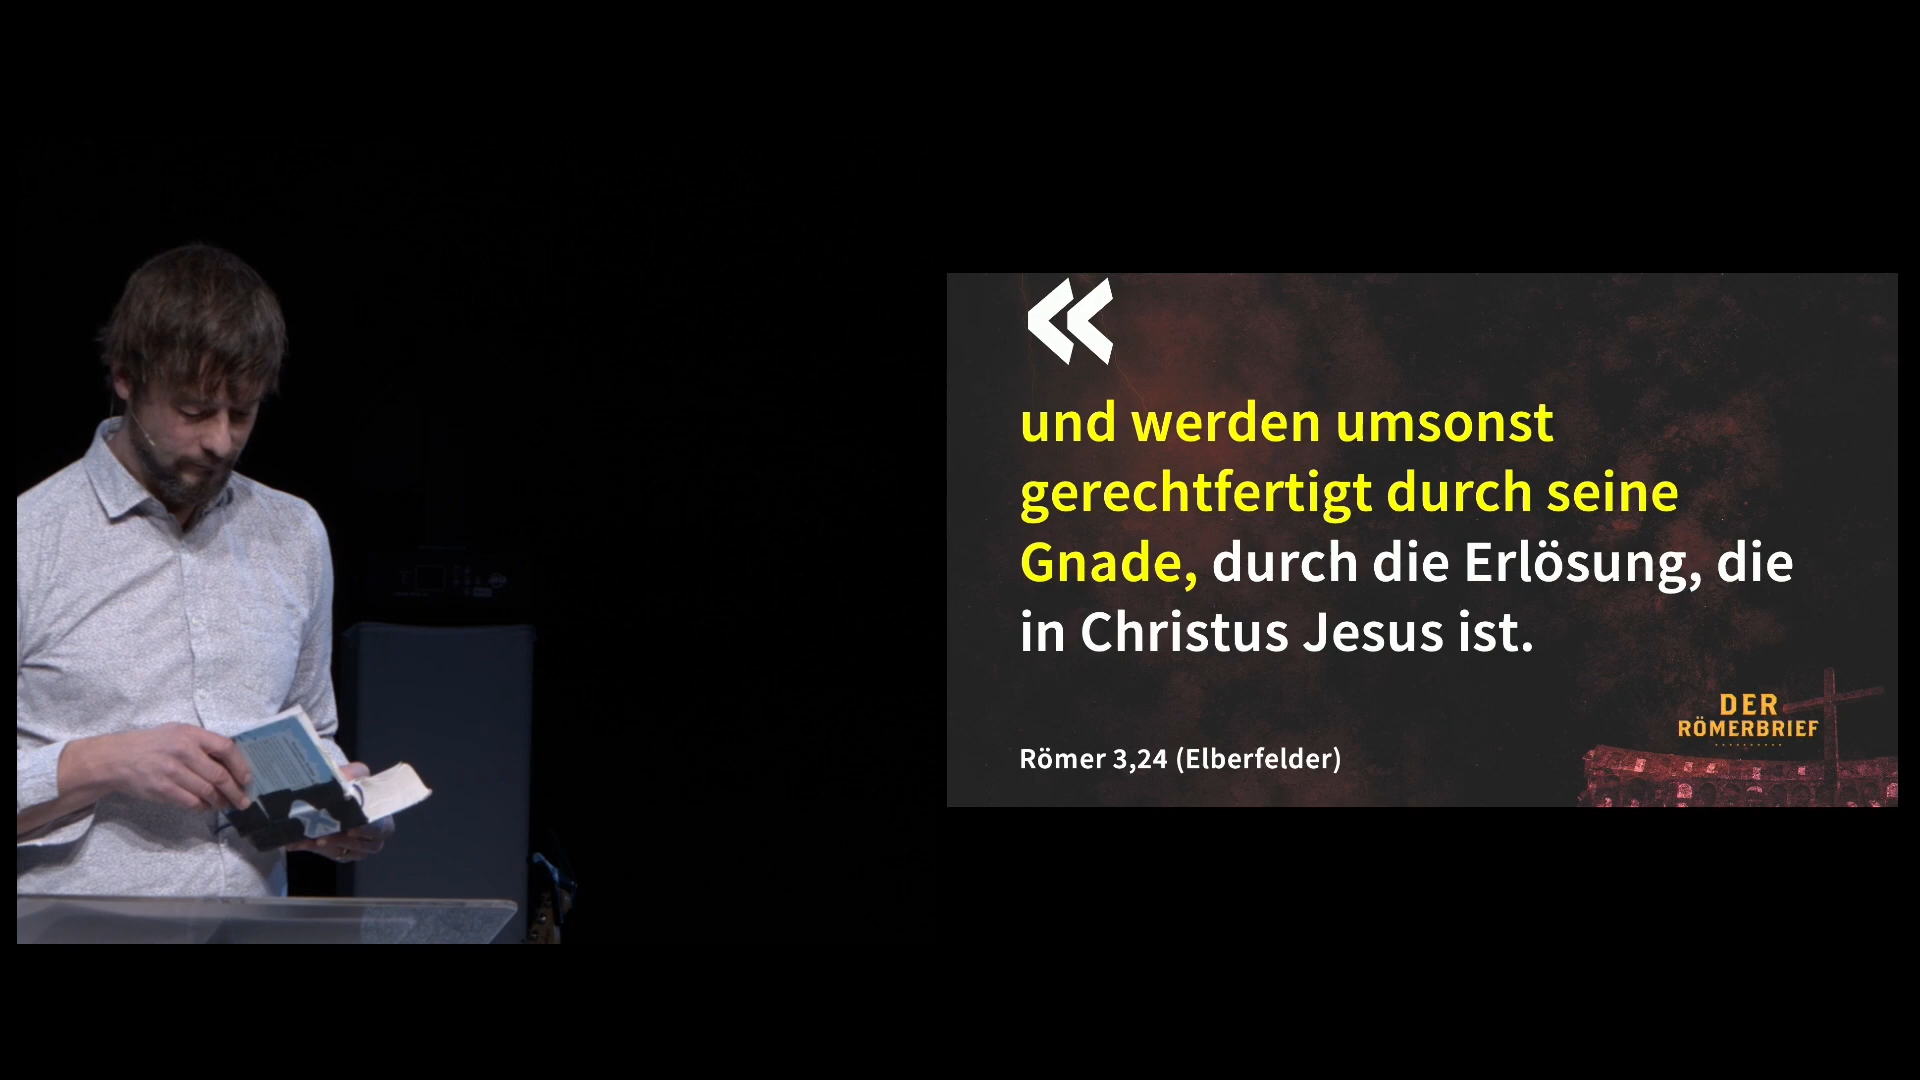 «
und werden umsonst
gerechtfertigt durch seine
Gnade, durch die Erlösung, die
in Christus Jesus ist.
Römer 3,24 (Elberfelder)
DER
RÖMERBRIEF